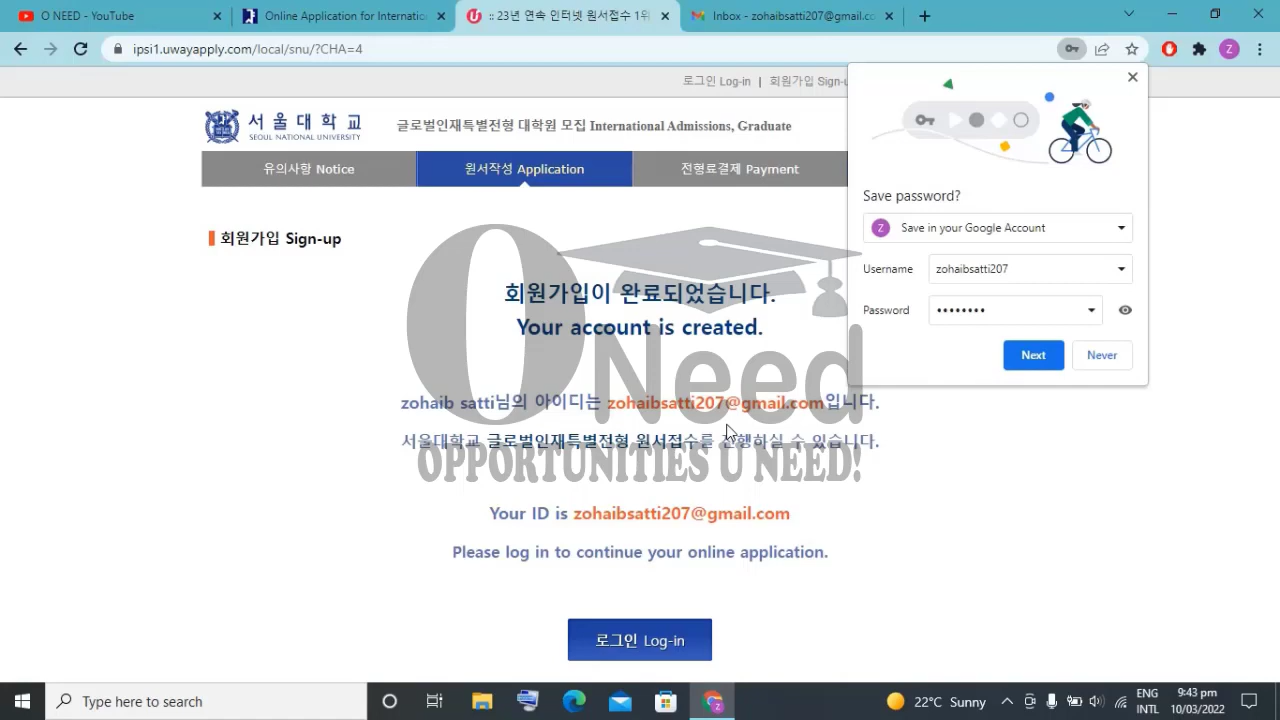 O NEED - YouTube
Online Application for Internatio
:: 23년 연속 인터넷 원서접수 1위
Inbox - zohaibsatti207@gmail.co
ipsi1.uwayapply.com/local/snu/?CHA=4
로그인 Log-in | 회원가입 Sign-u
서울대학교
SEOUL NATIONAL UNIVERSITY
글로벌인재특별전형 대학원 모집 International Admissions, Graduate
유의사항 Notice
원서작성 Application
전형료결제 Payment
Save password?
Z Save in your Google Account
Username zohaibsatti207
Password ••••••••
Next
Never
회원가입 Sign-up
회원가입이 완료되었습니다.
Your account is created.
O Need
OPPORTUNITIES U NEED!
zohaib satti님의 아이디는 zohaibsatti207@gmail.com입니다.
서울대학교 글로벌인재특별전형 원서접수를 진행하실 수 있습니다.
Your ID is zohaibsatti207@gmail.com
Please log in to continue your online application.
로그인 Log-in
Type here to search
22°C Sunny
ENG
INTL
9:43 pm
10/03/2022